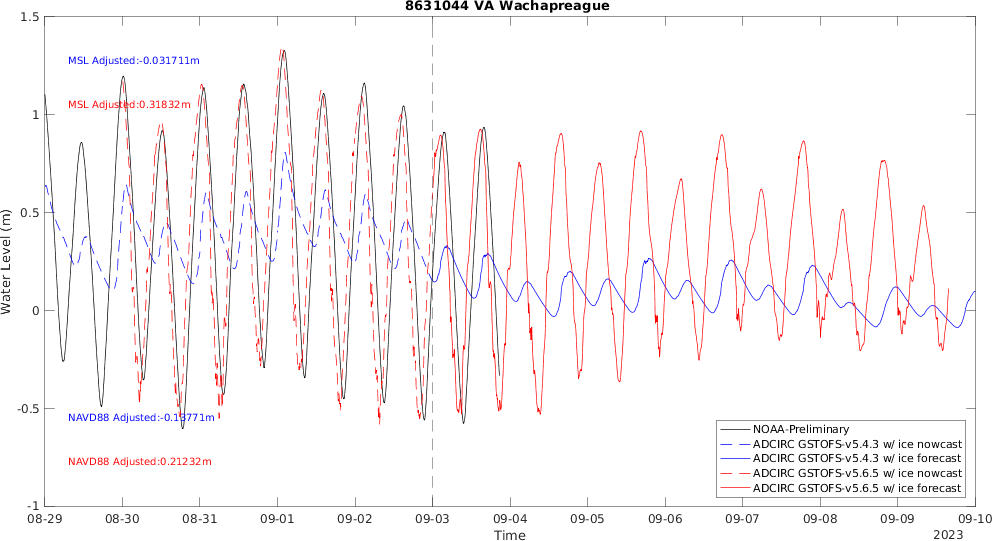 8631044 VA Wachapreague
1.5
1
0.5
0
-0.5
-1
Water Level (m)
MSL Adjusted:-0.031711m
MSL Adjusted:0.31832m
NAVD88 Adjusted:-0.13771m
NAVD88 Adjusted:0.21232m
NOAA-Preliminary
ADCIRC GSTOFS-v5.4.3 w/ ice nowcast
ADCIRC GSTOFS-v5.4.3 w/ ice forecast
ADCIRC GSTOFS-v5.6.5 w/ ice nowcast
ADCIRC GSTOFS-v5.6.5 w/ ice forecast
08-29 08-30 08-31 09-01 09-02 09-03 09-04 09-05 09-06 09-07 09-08 09-09 09-10
Time
2023